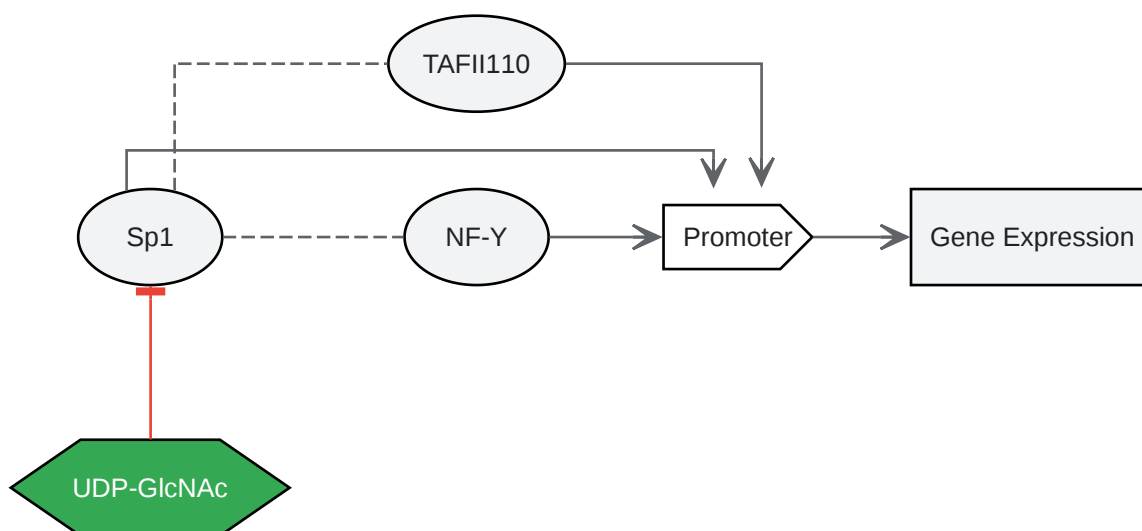 TAFII110
Sp1
NF-Y
Promoter
Gene Expression
UDP-GlcNAc